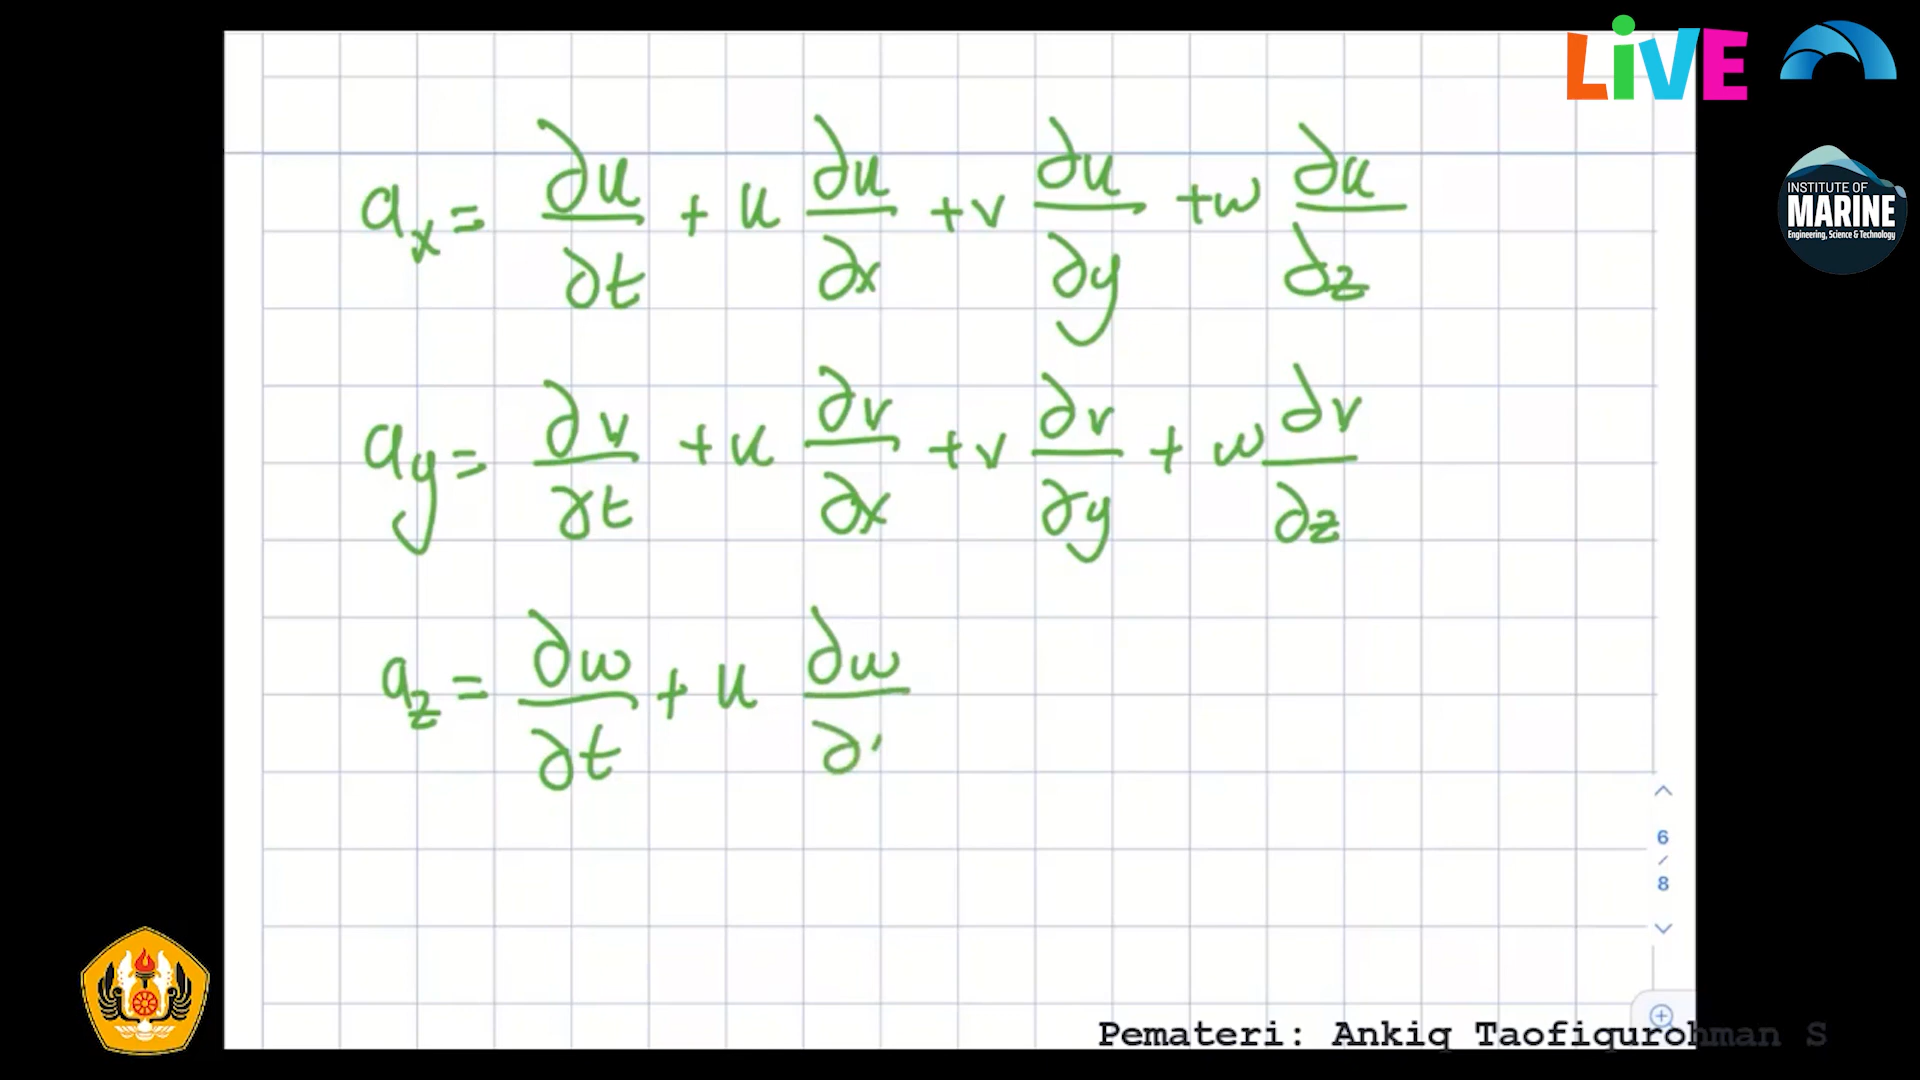 LiVE
INSTITUTE OF
MARINE
Engineering, Science & Technology
a_x = ∂u/∂t + u ∂u/∂x + v ∂u/∂y + w ∂u/∂z
a_y = ∂v/∂t + u ∂v/∂x + v ∂v/∂y + w ∂v/∂z
a_z = ∂w/∂t + u ∂w/∂
6
/
8
Pemateri: Ankiq Taofiqurohman S